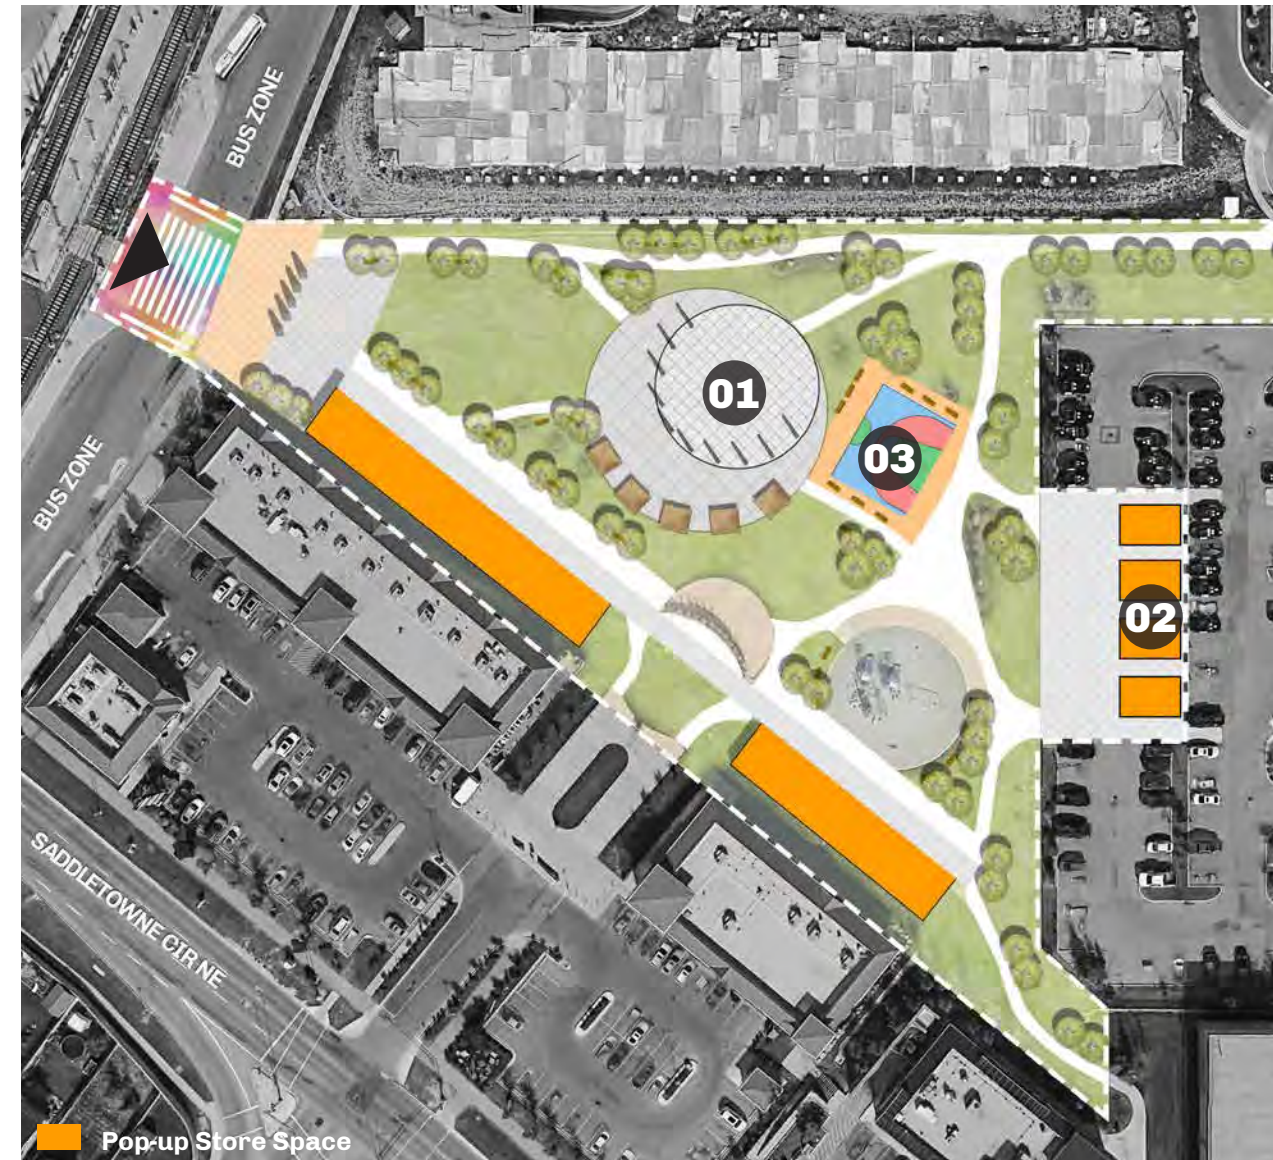 BUS ZONE
01
03
BUS ZONE
02
SADDLETOWNE CIR NE
Pop-up Store Space